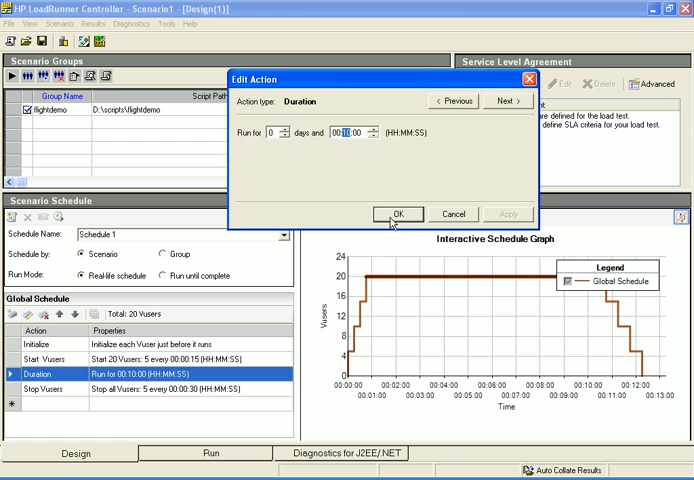 HP LoadRunner Controller - Scenario1 - [Design(1)]
File View Scenario Results Diagnostics Tools Help
Scenario Groups
Service Level Agreement
Group Name
Script Path
flightdemo D:\scripts\flightdemo
Edit Delete Advanced
are defined for the load test.
define SLA criteria for your load test.
Edit Action
Action type: Duration
< Previous Next >
Run for 0 days and 00:10:00 (HH:MM:SS)
OK Cancel Apply
Scenario Schedule
Schedule Name: Schedule 1
Schedule by: Scenario Group
Run Mode: Real-life schedule Run until complete
Global Schedule
Total: 20 Vusers
Action Properties
Initialize Initialize each Vuser just before it runs
Start Vusers Start 20 Vusers: 5 every 00:00:15 (HH:MM:SS)
Duration Run for 00:10:00 (HH:MM:SS)
Stop Vusers Stop all Vusers: 5 every 00:00:30 (HH:MM:SS)
Interactive Schedule Graph
Legend
Global Schedule
Vusers
24
20
16
12
8
4
0
00:00:00 00:02:00 00:04:00 00:06:00 00:08:00 00:10:00 00:12:00
00:01:00 00:03:00 00:05:00 00:07:00 00:09:00 00:11:00 00:13:00
Time
Design Run Diagnostics for J2EE/.NET
Auto Collate Results